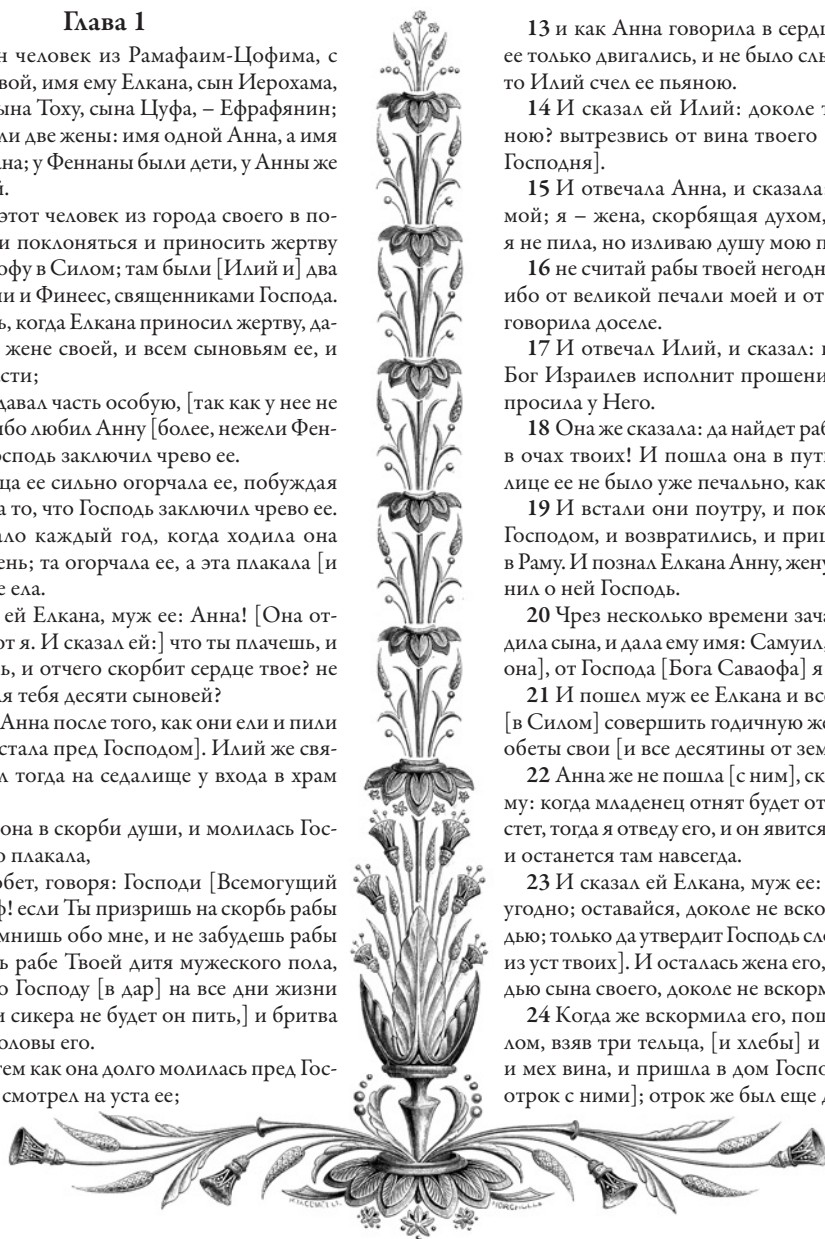 Глава 1
н человек из Рамафаим-Цофима, с
вой, имя ему Елкана, сын Иерохама,
ына Тоху, сына Цуфа, – Ефрафянин;
ли две жены: имя одной Анна, а имя
на; у Феннаны были дети, у Анны же
й.
этот человек из города своего в по-
и поклоняться и приносить жертву
офу в Силом; там были [Илий и] два
ни и Финеес, священниками Господа.
ь, когда Елкана приносил жертву, да-
жене своей, и всем сыновьям ее, и
сти;
давал часть особую, [так как у нее не
ибо любил Анну [более, нежели Фен-
осподь заключил чрево ее.
ца ее сильно огорчала ее, побуждая
а то, что Господь заключил чрево ее.
ало каждый год, когда ходила она
ень; та огорчала ее, а эта плакала [и
е ела.
ей Елкана, муж ее: Анна! [Она от-
от я. И сказал ей:] что ты плачешь, и
ь, и отчего скорбит сердце твое? не
ля тебя десяти сыновей?
Анна после того, как они ели и пили
стала пред Господом]. Илий же свя-
л тогда на седалище у входа в храм
она в скорби души, и молилась Гос-
о плакала,
обет, говоря: Господи [Всемогущий
ф! если Ты призришь на скорбь рабы
мнишь обо мне, и не забудешь рабы
ь рабе Твоей дитя мужеского пола,
о Господу [в дар] на все дни жизни
и сикера не будет он пить,] и бритва
оловы его.
тем как она долго молилась пред Гос-
смотрел на уста ее;
13 и как Анна говорила в сердц
ее только двигались, и не было слы
то Илий счел ее пьяною.
14 И сказал ей Илий: доколе т
ною? вытрезвись от вина твоего
Господня].
15 И отвечала Анна, и сказала
мой; я – жена, скорбящая духом,
я не пила, но изливаю душу мою п
16 не считай рабы твоей негодн
ибо от великой печали моей и от
говорила доселе.
17 И отвечал Илий, и сказал:
Бог Израилев исполнит прошени
просила у Него.
18 Она же сказала: да найдет раб
в очах твоих! И пошла она в пут
лице ее не было уже печально, как
19 И встали они поутру, и пок
Господом, и возвратились, и приш
в Раму. И познал Елкана Анну, жену
нил о ней Господь.
20 Чрез несколько времени зача
дила сына, и дала ему имя: Самуил,
она], от Господа [Бога Саваофа] я
21 И пошел муж ее Елкана и все
[в Силом] совершить годичную же
обеты свои [и все десятины от зем
22 Анна же не пошла [с ним], ск
му: когда младенец отнят будет от
стет, тогда я отведу его, и он явится
и останется там навсегда.
23 И сказал ей Елкана, муж ее:
угодно; оставайся, доколе не вско
дью; только да утвердит Господь сло
из уст твоих]. И осталась жена его,
дью сына своего, доколе не вскорм
24 Когда же вскормила его, пош
лом, взяв три тельца, [и хлебы] и
и мех вина, и пришла в дом Госпо
отрок с ними]; отрок же был еще д